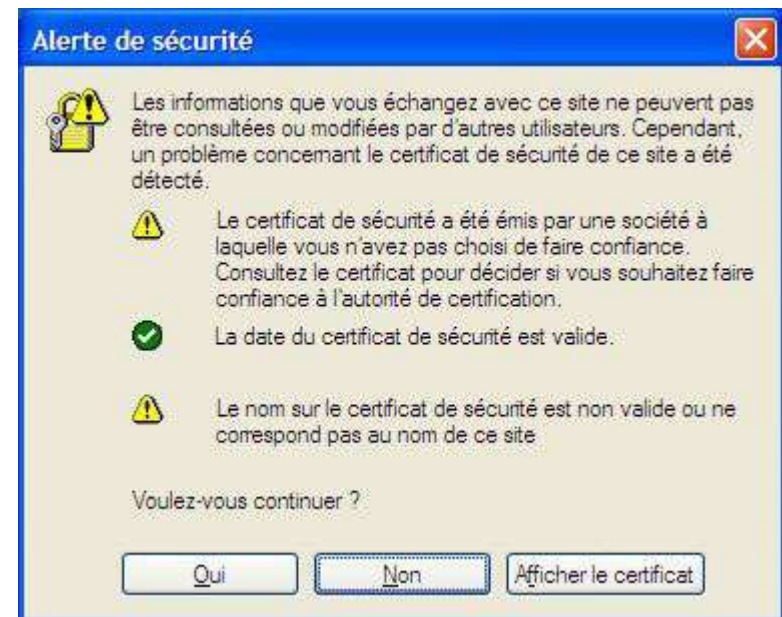 Alerte de sécurité
Les informations que vous échangez avec ce site ne peuvent pas
être consultées ou modifiées par d'autres utilisateurs. Cependant,
un problème concernant le certificat de sécurité de ce site a été
détecté.
Le certificat de sécurité a été émis par une société à
laquelle vous n'avez pas choisi de faire confiance.
Consultez le certificat pour décider si vous souhaitez faire
confiance à l'autorité de certification.
La date du certificat de sécurité est valide.
Le nom sur le certificat de sécurité est non valide ou ne
correspond pas au nom de ce site
Voulez-vous continuer ?
Oui Non Afficher le certificat